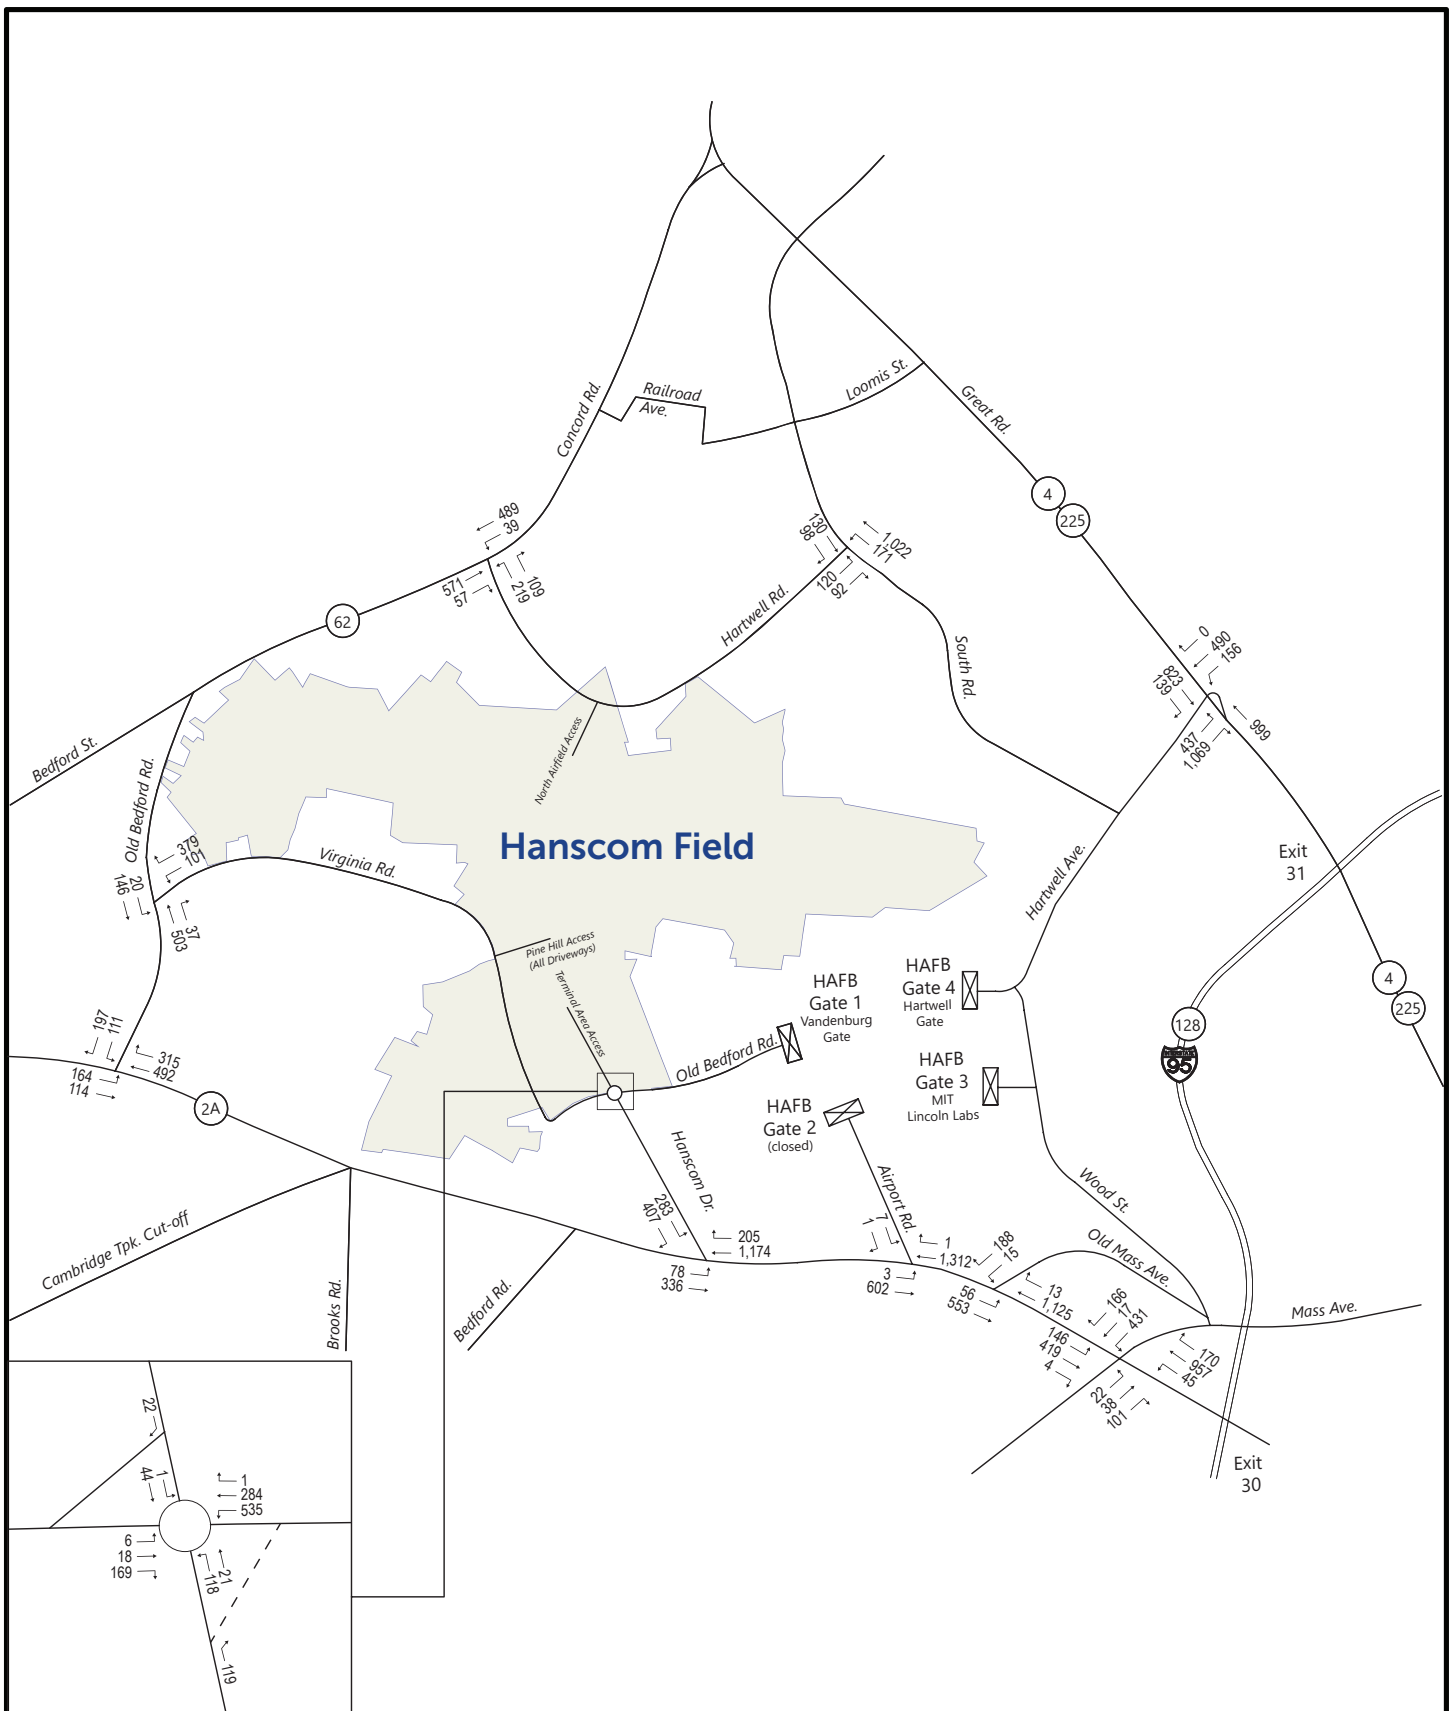 Concord Rd.
Railroad
Ave.
Loomis St.
Great Rd.
4
225
489
39
571
57
219
109
130
98
1,022
171
120
92
62
Hartwell Rd.
South Rd.
0
490
156
823
139
999
437
1,069
Bedford St.
Old Bedford Rd.
North Airfield Access
Hanscom Field
Virginia Rd.
379
101
20
146
37
503
Exit
31
Hartwell Ave.
Pine Hill Access
(All Driveways)
Terminal Area Access
HAFB
Gate 1
Vandenburg
Gate
HAFB
Gate 4
Hartwell
Gate
4
225
128
INTERSTATE
95
197
111
315
492
164
114
2A
Old Bedford Rd.
HAFB
Gate 3
MIT
Lincoln Labs
HAFB
Gate 2
(closed)
Hanscom Dr.
Airport Rd.
Wood St.
Old Mass Ave.
Mass Ave.
Cambridge Tpk. Cut-off
Brooks Rd.
Bedford Rd.
283
407
205
1,174
78
336
7
1
1
1,312
3
602
188
15
13
1,125
56
553
166
17
431
146
419
4
170
957
45
22
38
101
Exit
30
22
1
44
1
284
535
6
18
169
21
118
119